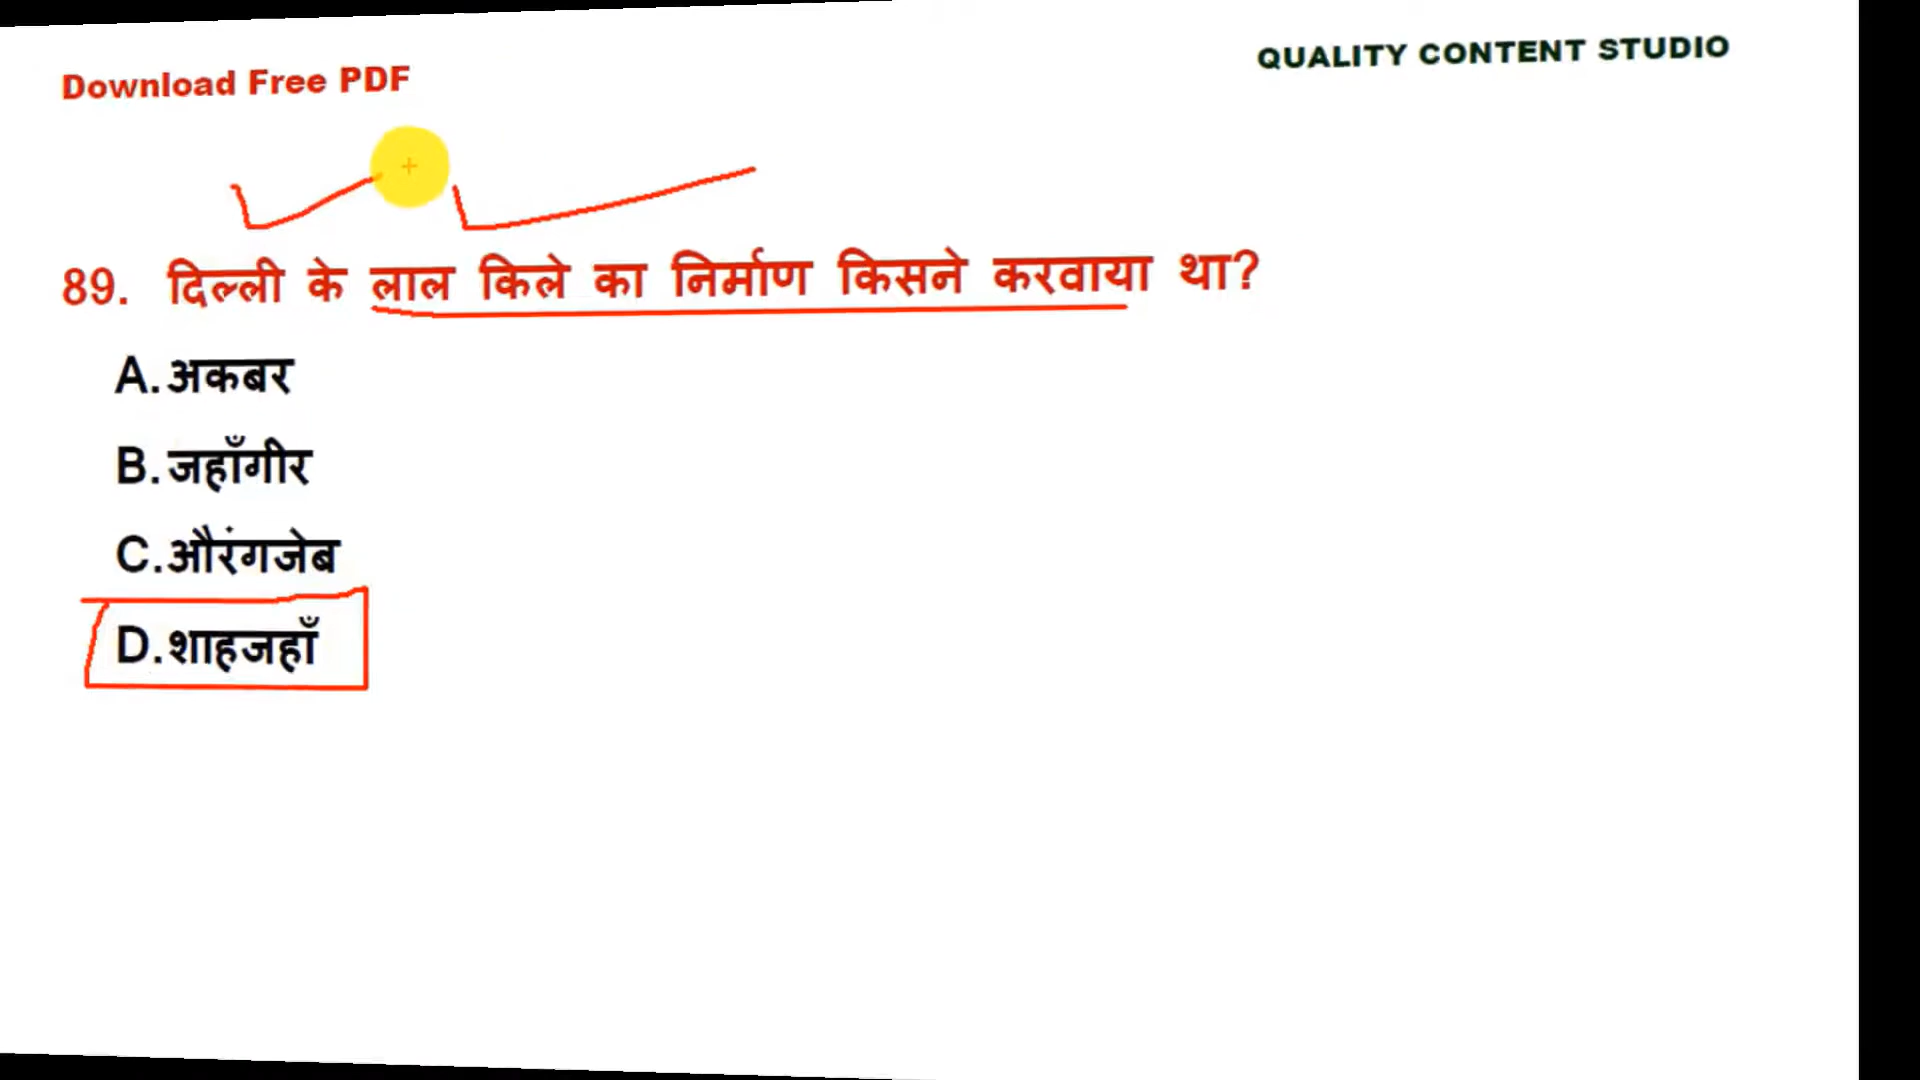 Download Free PDF
QUALITY CONTENT STUDIO
89. दिल्ली के लाल किले का निर्माण किसने करवाया था?
A.अकबर
B.जहाँगीर
C.औरंगजेब
D.शाहजहाँ